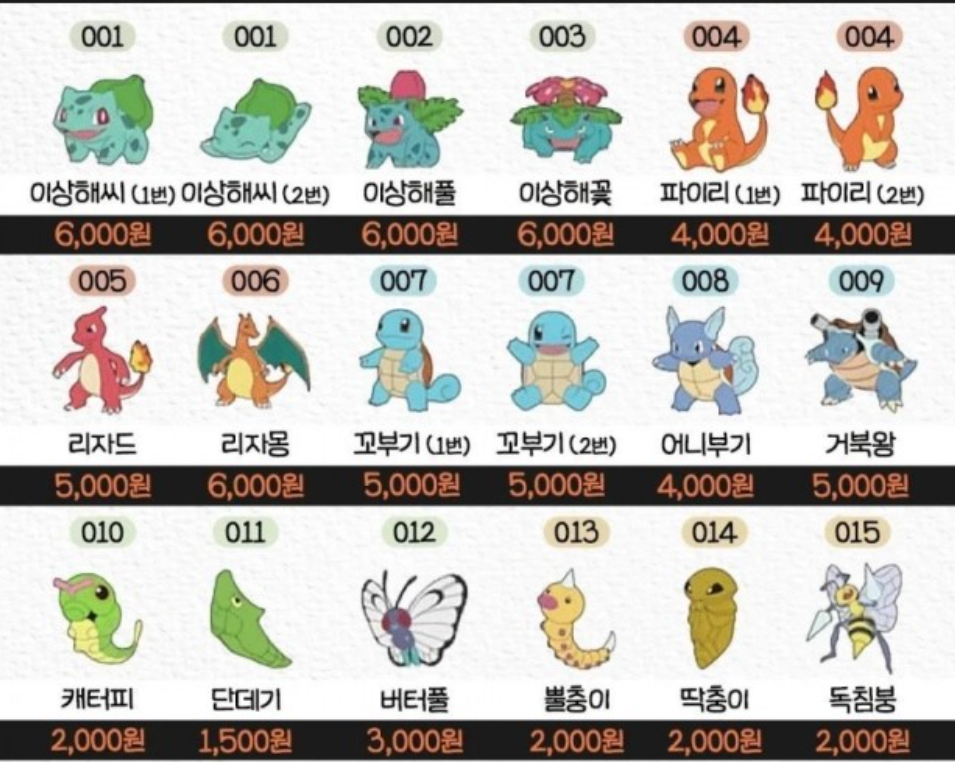 001 001 002 003 004 004
이상해씨 (1번) 이상해씨 (2번) 이상해풀 이상해꽃 파이리 (1번) 파이리 (2번)
6,000원 6,000원 6,000원 6,000원 4,000원 4,000원
005 006 007 007 008 009
리자드 리자몽 꼬부기 (1번) 꼬부기 (2번) 어니부기 거북왕
5,000원 6,000원 5,000원 5,000원 4,000원 5,000원
010 011 012 013 014 015
캐터피 단데기 버터풀 뿔충이 딱충이 독침붕
2,000원 1,500원 3,000원 2,000원 2,000원 2,000원